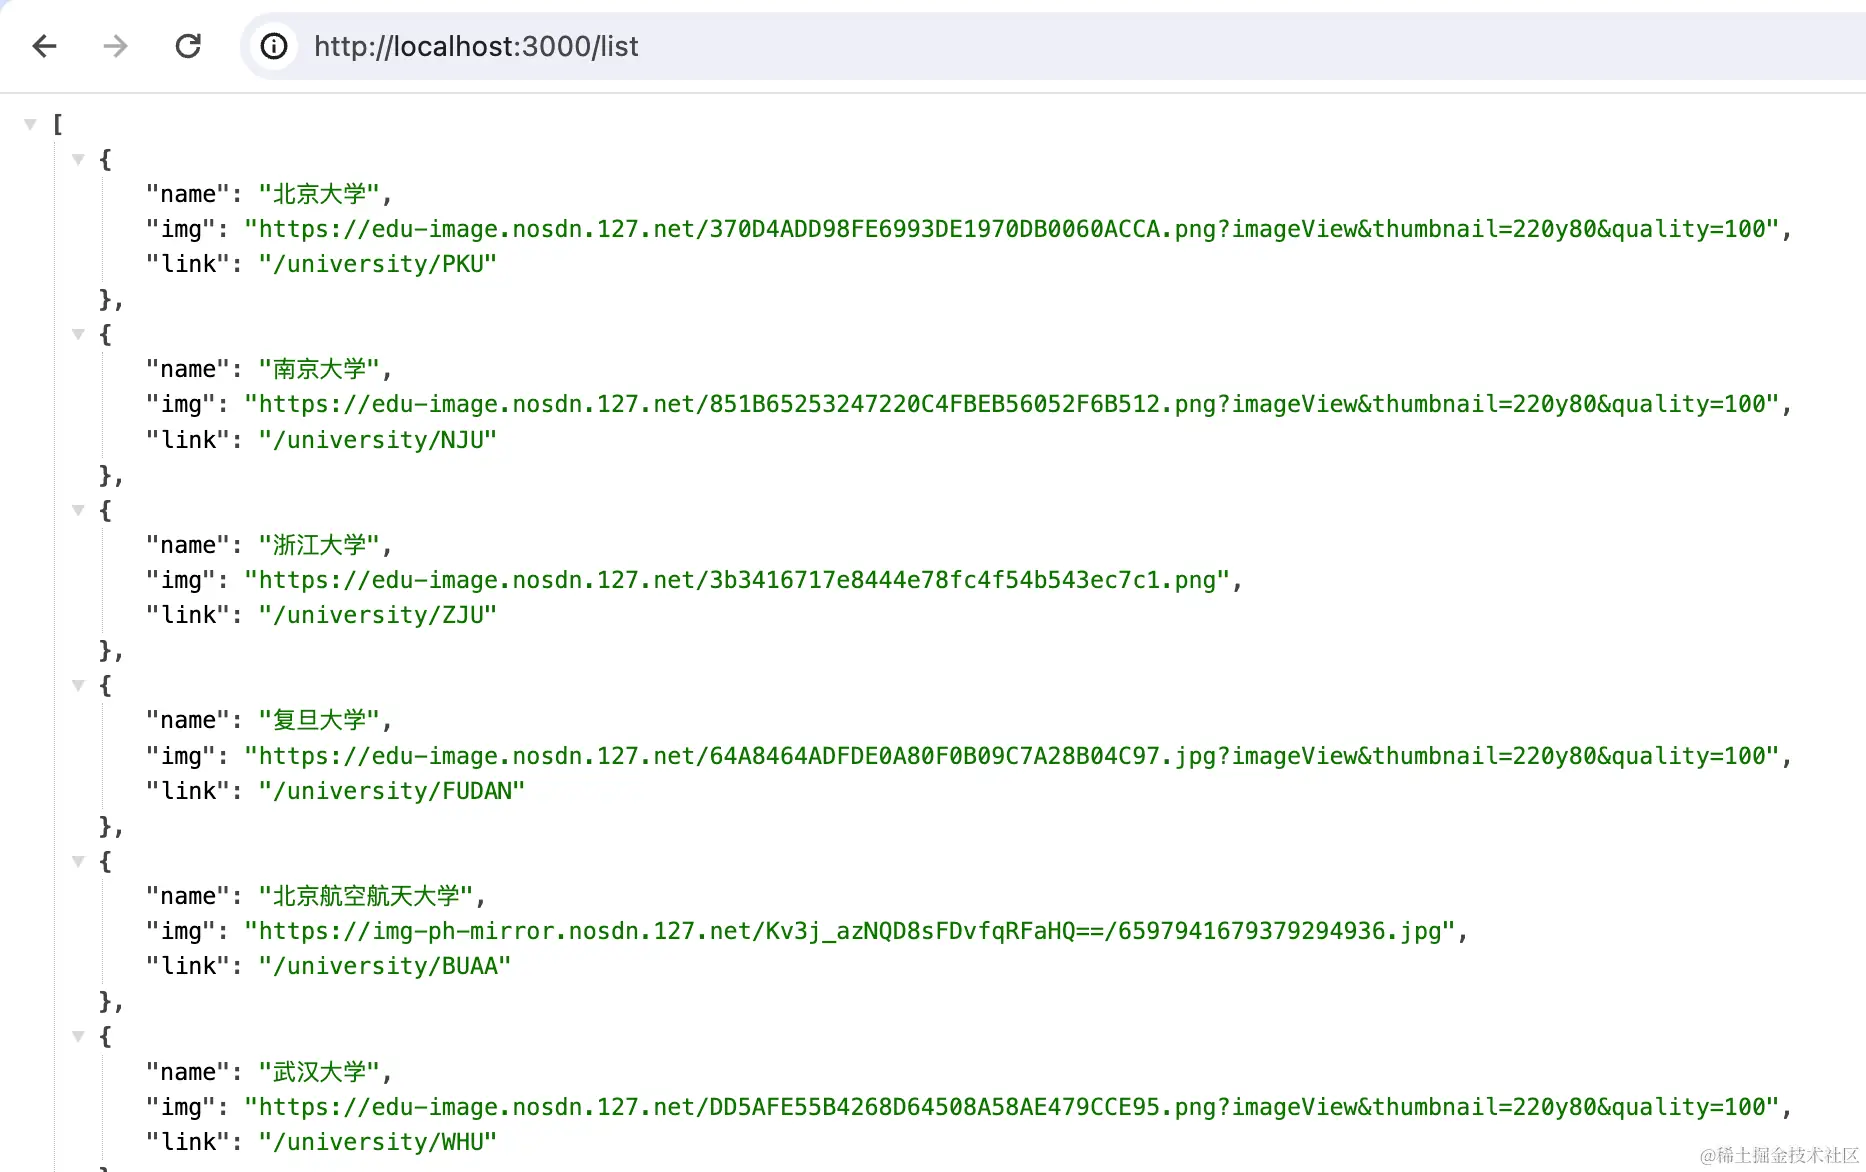 http://localhost:3000/list
[
{
"name": "北京大学",
"img": "https://edu-image.nosdn.127.net/370D4ADD98FE6993DE1970DB0060ACCA.png?imageView&thumbnail=220y80&quality=100",
"link": "/university/PKU"
},
{
"name": "南京大学",
"img": "https://edu-image.nosdn.127.net/851B65253247220C4FBEB56052F6B512.png?imageView&thumbnail=220y80&quality=100",
"link": "/university/NJU"
},
{
"name": "浙江大学",
"img": "https://edu-image.nosdn.127.net/3b3416717e8444e78fc4f54b543ec7c1.png",
"link": "/university/ZJU"
},
{
"name": "复旦大学",
"img": "https://edu-image.nosdn.127.net/64A8464ADFDE0A80F0B09C7A28B04C97.jpg?imageView&thumbnail=220y80&quality=100",
"link": "/university/FUDAN"
},
{
"name": "北京航空航天大学",
"img": "https://img-ph-mirror.nosdn.127.net/Kv3j_azNQD8sFDvfqRFaHQ==/6597941679379294936.jpg",
"link": "/university/BUAA"
},
{
"name": "武汉大学",
"img": "https://edu-image.nosdn.127.net/DD5AFE55B4268D64508A58AE479CCE95.png?imageView&thumbnail=220y80&quality=100",
"link": "/university/WHU"
@稀土掘金技术社区